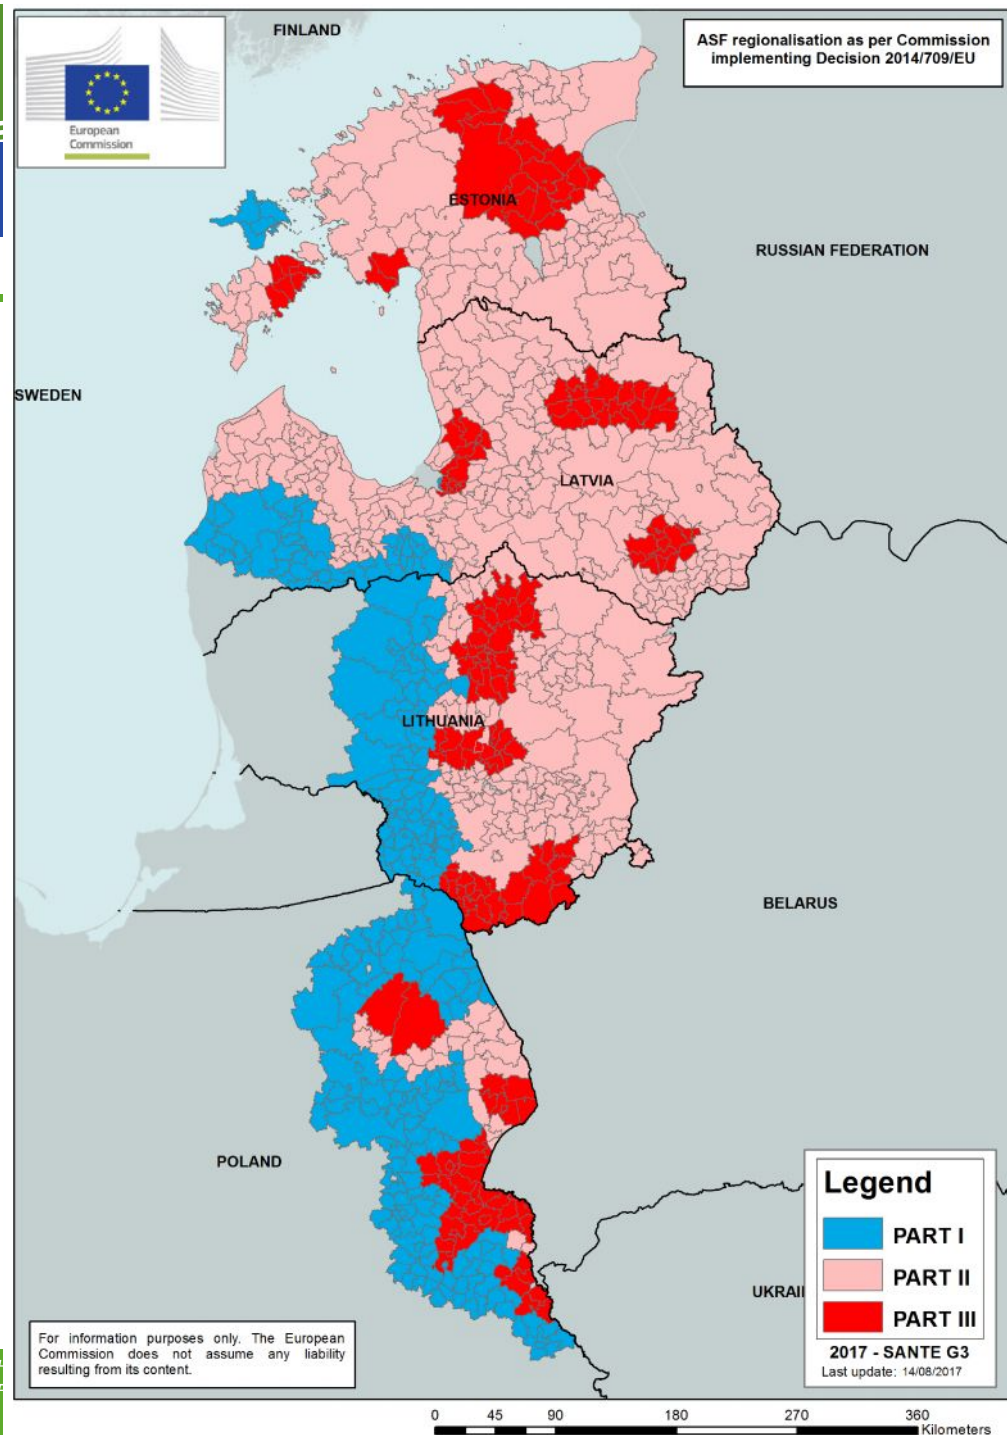 FINLAND
ASF regionalisation as per Commission
implementing Decision 2014/709/EU
European
Commission
ESTONIA
RUSSIAN FEDERATION
SWEDEN
LATVIA
LITHUANIA
BELARUS
POLAND
Legend
PART I
PART II
PART III
UKRAI
2017 - SANTE G3
Last update: 14/08/2017
For information purposes only. The European
Commission does not assume any liability
resulting from its content.
0 45 90 180 270 360
Kilometers